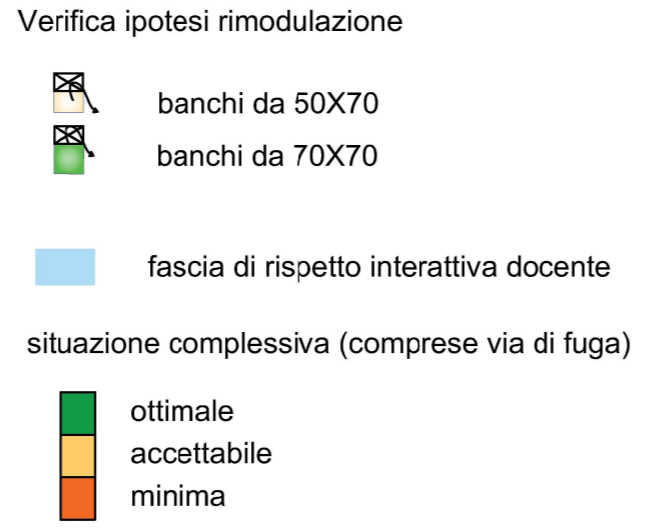 Verifica ipotesi rimodulazione
banchi da 50X70
banchi da 70X70
fascia di rispetto interattiva docente
situazione complessiva (comprese via di fuga)
ottimale
accettabile
minima